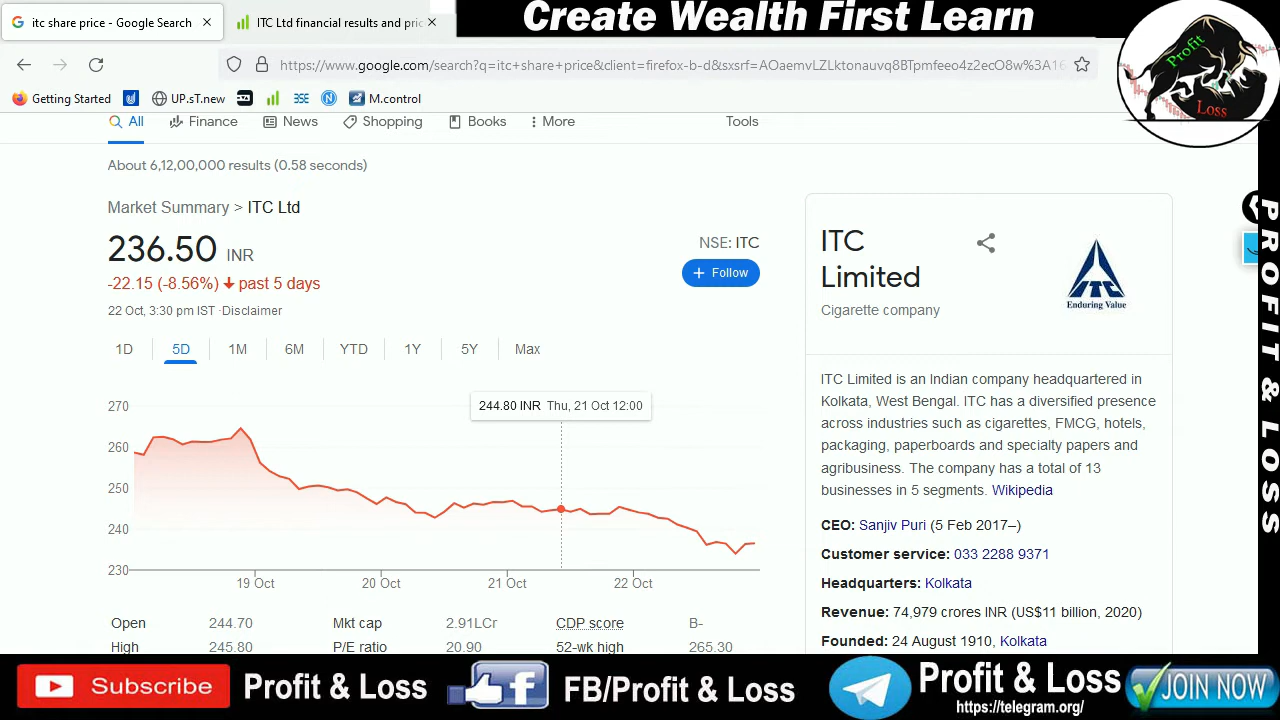 itc share price - Google Search
ITC Ltd financial results and pric
Create Wealth First Learn
https://www.google.com/search?q=itc+share+price&client=firefox-b-d&sxsrf=AOaemvLZLktonauvq8BTpmfeeo4z2ecO8w%3A16
Profit
Loss
Getting Started
UP.sT.new
M.control
All
Finance
News
Shopping
Books
More
Tools
About 6,12,00,000 results (0.58 seconds)
Market Summary > ITC Ltd
236.50 INR
-22.15 (-8.56%) past 5 days
22 Oct, 3:30 pm IST · Disclaimer
NSE: ITC
+ Follow
1D 5D 1M 6M YTD 1Y 5Y Max
244.80 INR Thu, 21 Oct 12:00
270
260
250
240
230
19 Oct 20 Oct 21 Oct 22 Oct
Open 244.70 Mkt cap 2.91LCr CDP score B-
High 245.80 P/E ratio 20.90 52-wk high 265.30
ITC
Limited
Cigarette company
ITC
Enduring Value
ITC Limited is an Indian company headquartered in
Kolkata, West Bengal. ITC has a diversified presence
across industries such as cigarettes, FMCG, hotels,
packaging, paperboards and specialty papers and
agribusiness. The company has a total of 13
businesses in 5 segments. Wikipedia
CEO: Sanjiv Puri (5 Feb 2017–)
Customer service: 033 2288 9371
Headquarters: Kolkata
Revenue: 74,979 crores INR (US$11 billion, 2020)
Founded: 24 August 1910, Kolkata
PROFIT & LOSS
Subscribe
Profit & Loss
f
FB/Profit & Loss
Profit & Loss
https://telegram.org/
JOIN NOW